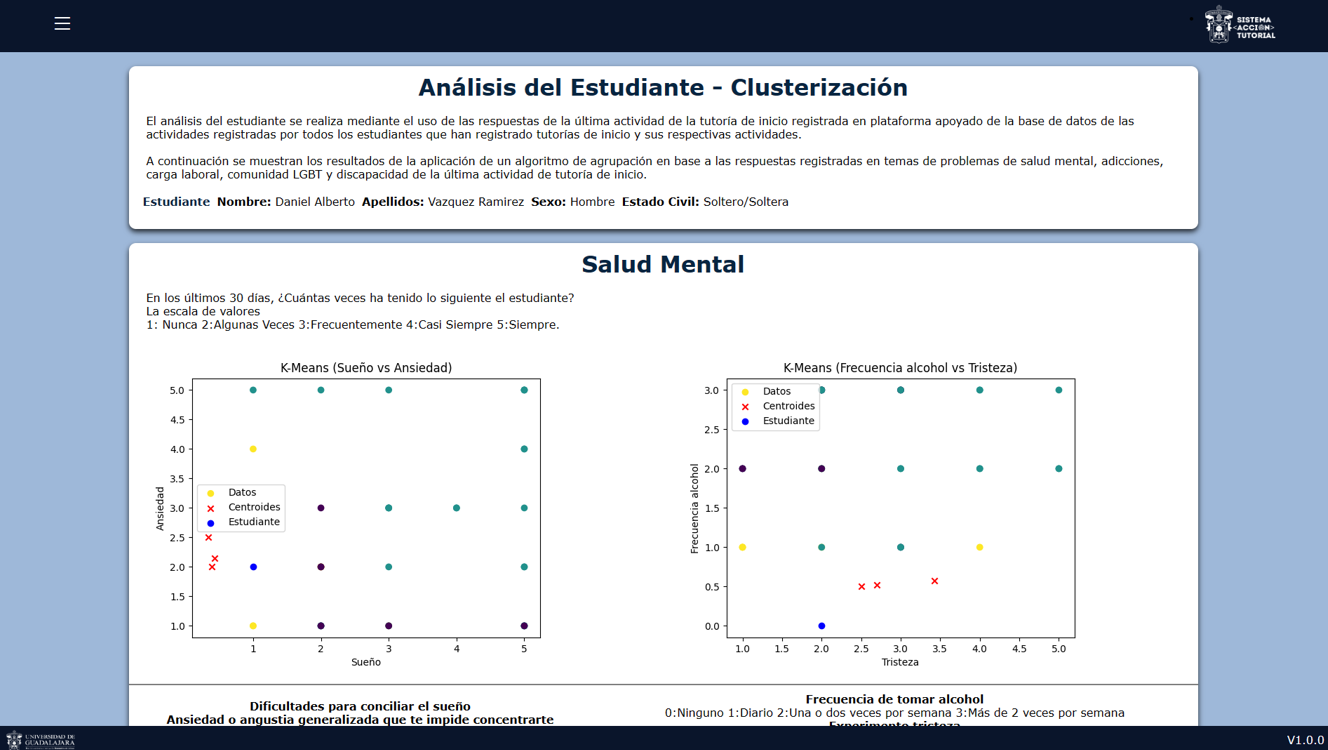 SISTEMA
<ACCIÓN>
TUTORIAL
Análisis del Estudiante - Clusterización
El análisis del estudiante se realiza mediante el uso de las respuestas de la última actividad de la tutoría de inicio registrada en plataforma apoyado de la base de datos de las
actividades registradas por todos los estudiantes que han registrado tutorías de inicio y sus respectivas actividades.
A continuación se muestran los resultados de la aplicación de un algoritmo de agrupación en base a las respuestas registradas en temas de problemas de salud mental, adicciones,
carga laboral, comunidad LGBT y discapacidad de la última actividad de tutoría de inicio.
Estudiante Nombre: Daniel Alberto Apellidos: Vazquez Ramirez Sexo: Hombre Estado Civil: Soltero/Soltera
Salud Mental
En los últimos 30 días, ¿Cuántas veces ha tenido lo siguiente el estudiante?
La escala de valores
1: Nunca 2:Algunas Veces 3:Frecuentemente 4:Casi Siempre 5:Siempre.
K-Means (Sueño vs Ansiedad)
5.0
4.5
4.0
3.5
3.0
2.5
2.0
1.5
1.0
Ansiedad
Datos
Centroides
Estudiante
1 2 3 4 5
Sueño
K-Means (Frecuencia alcohol vs Tristeza)
3.0
2.5
2.0
1.5
1.0
0.5
0.0
Frecuencia alcohol
Datos
Centroides
Estudiante
1.0 1.5 2.0 2.5 3.0 3.5 4.0 4.5 5.0
Tristeza
Dificultades para conciliar el sueño
Ansiedad o angustia generalizada que te impide concentrarte
Frecuencia de tomar alcohol
0:Ninguno 1:Diario 2:Una o dos veces por semana 3:Más de 2 veces por semana
Experimento tristeza
UNIVERSIDAD DE
GUADALAJARA
V1.0.0